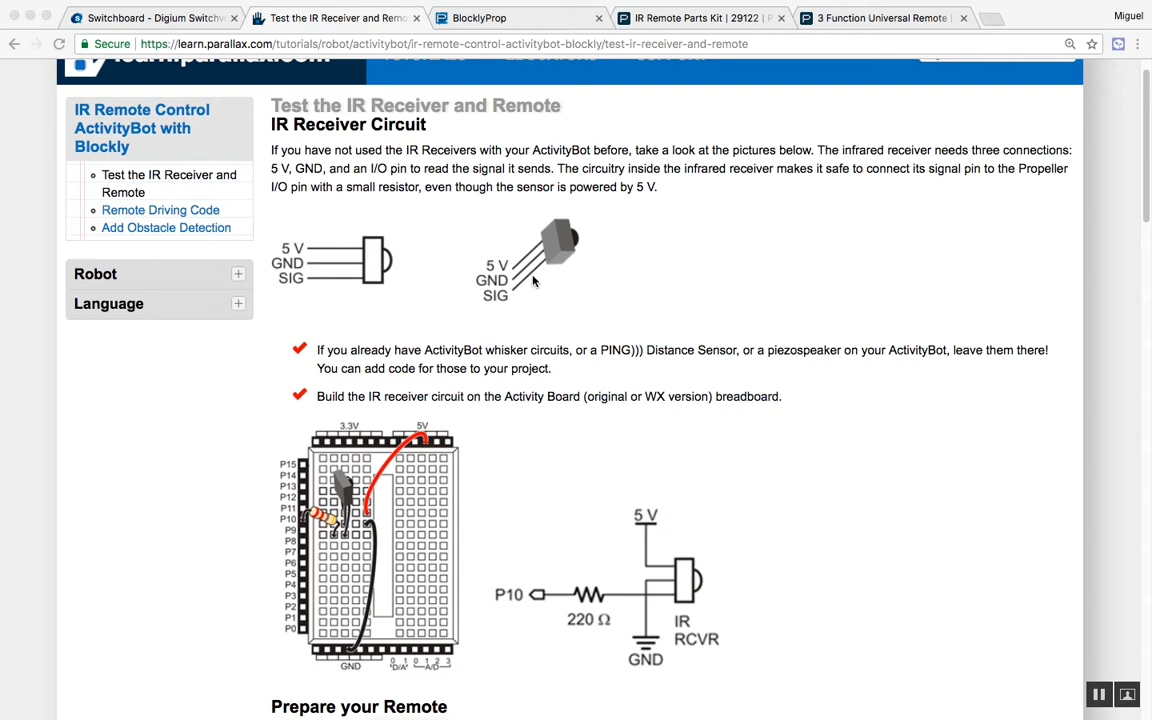 Switchboard - Digium Switchv
Test the IR Receiver and Remo
BlocklyProp
IR Remote Parts Kit | 29122 | P
3 Function Universal Remote
Miguel
Secure
https://learn.parallax.com/tutorials/robot/activitybot/ir-remote-control-activitybot-blockly/test-ir-receiver-and-remote
IR Remote Control
ActivityBot with
Blockly
Test the IR Receiver and
Remote
Remote Driving Code
Add Obstacle Detection
Robot
Language
Test the IR Receiver and Remote
IR Receiver Circuit
If you have not used the IR Receivers with your ActivityBot before, take a look at the pictures below. The infrared receiver needs three connections:
5 V, GND, and an I/O pin to read the signal it sends. The circuitry inside the infrared receiver makes it safe to connect its signal pin to the Propeller
I/O pin with a small resistor, even though the sensor is powered by 5 V.
5 V
GND
SIG
5 V
GND
SIG
If you already have ActivityBot whisker circuits, or a PING))) Distance Sensor, or a piezospeaker on your ActivityBot, leave them there!
You can add code for those to your project.
Build the IR receiver circuit on the Activity Board (original or WX version) breadboard.
3.3V
5V
P15
P14
P13
P12
P11
P10
P9
P8
P7
P6
P5
P4
P3
P2
P1
P0
GND
0 1 0 1 2 3
D/A A/D
5 V
P10
220 Ω
IR
RCVR
GND
Prepare your Remote